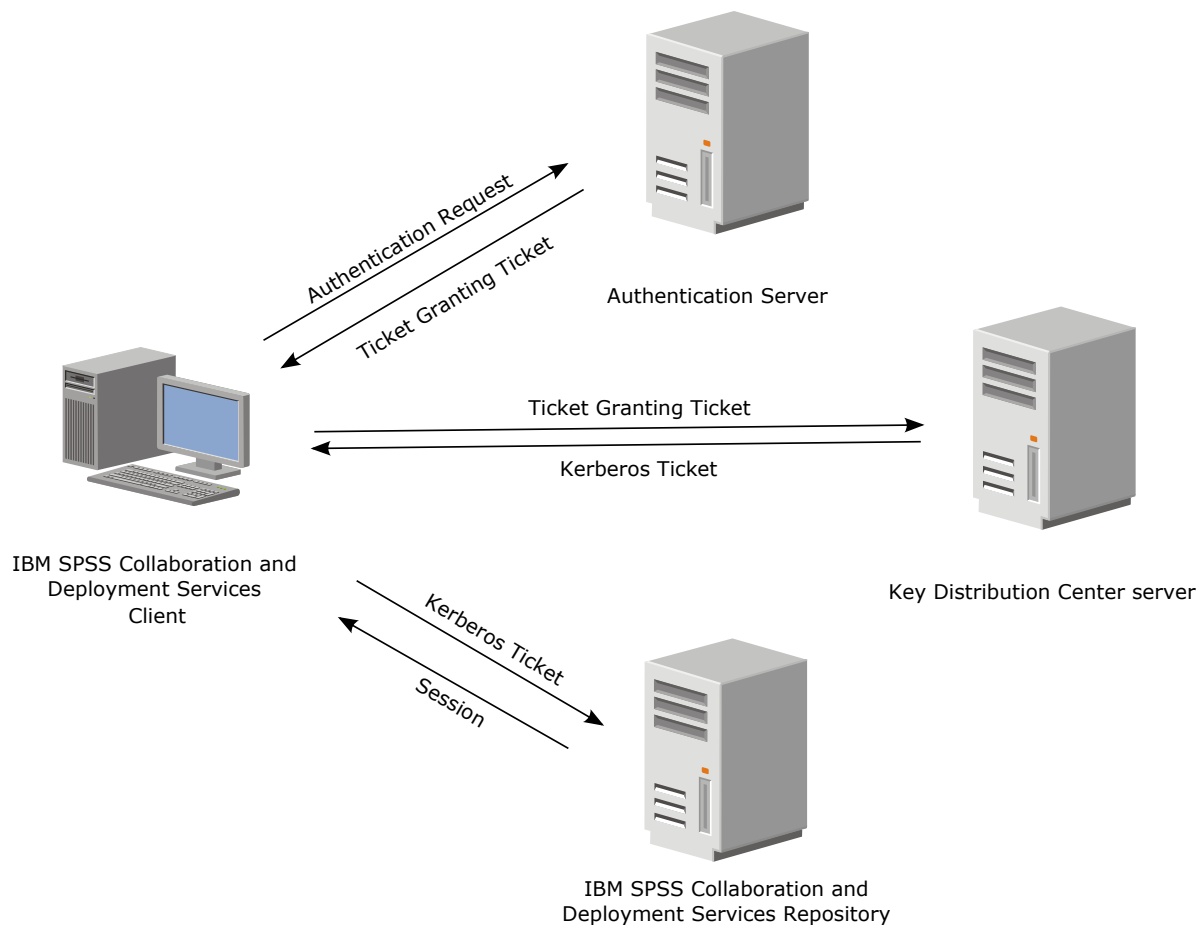 Authentication Request
Ticket Granting Ticket
Authentication Server
Ticket Granting Ticket
Kerberos Ticket
IBM SPSS Collaboration and
Deployment Services
Client
Key Distribution Center server
Kerberos Ticket
Session
IBM SPSS Collaboration and
Deployment Services Repository